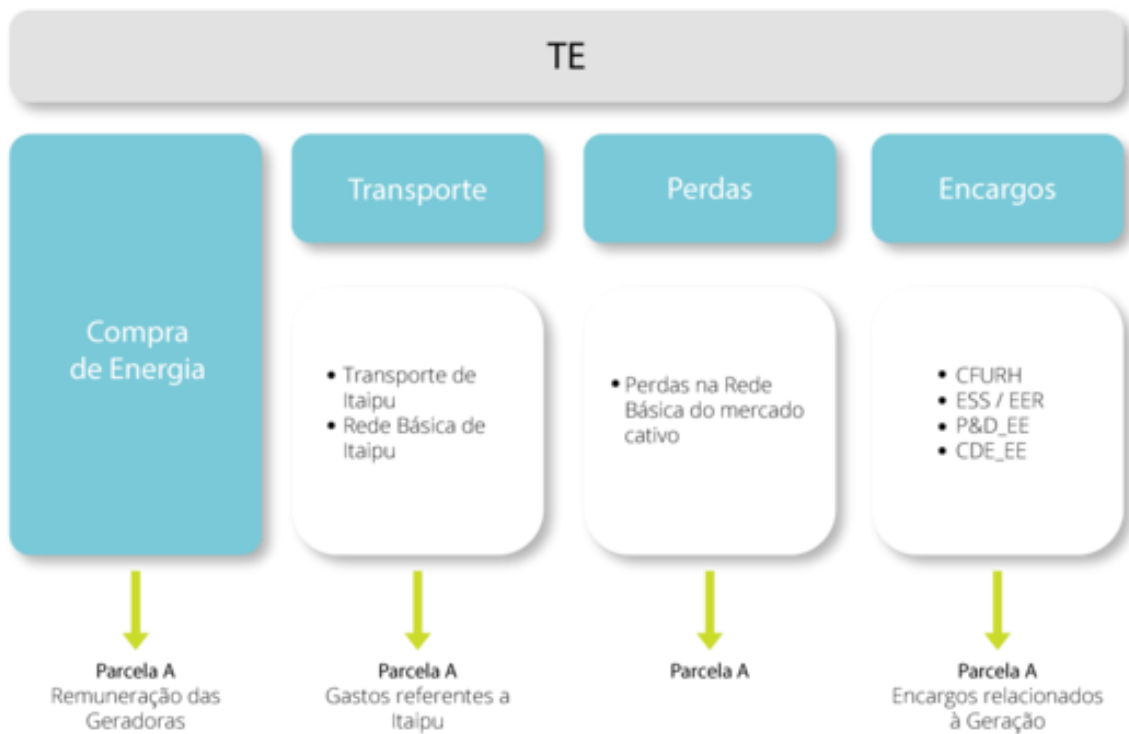 TE
Compra
de Energia
Transporte
Perdas
Encargos
• Transporte de
Itaipu
• Rede Básica de
Itaipu
• Perdas na Rede
Básica do mercado
cativo
• CFURH
• ESS / EER
• P&D_EE
• CDE_EE
Parcela A
Remuneração das
Geradoras
Parcela A
Gastos referentes a
Itaipu
Parcela A
Parcela A
Encargos relacionados
à Geração